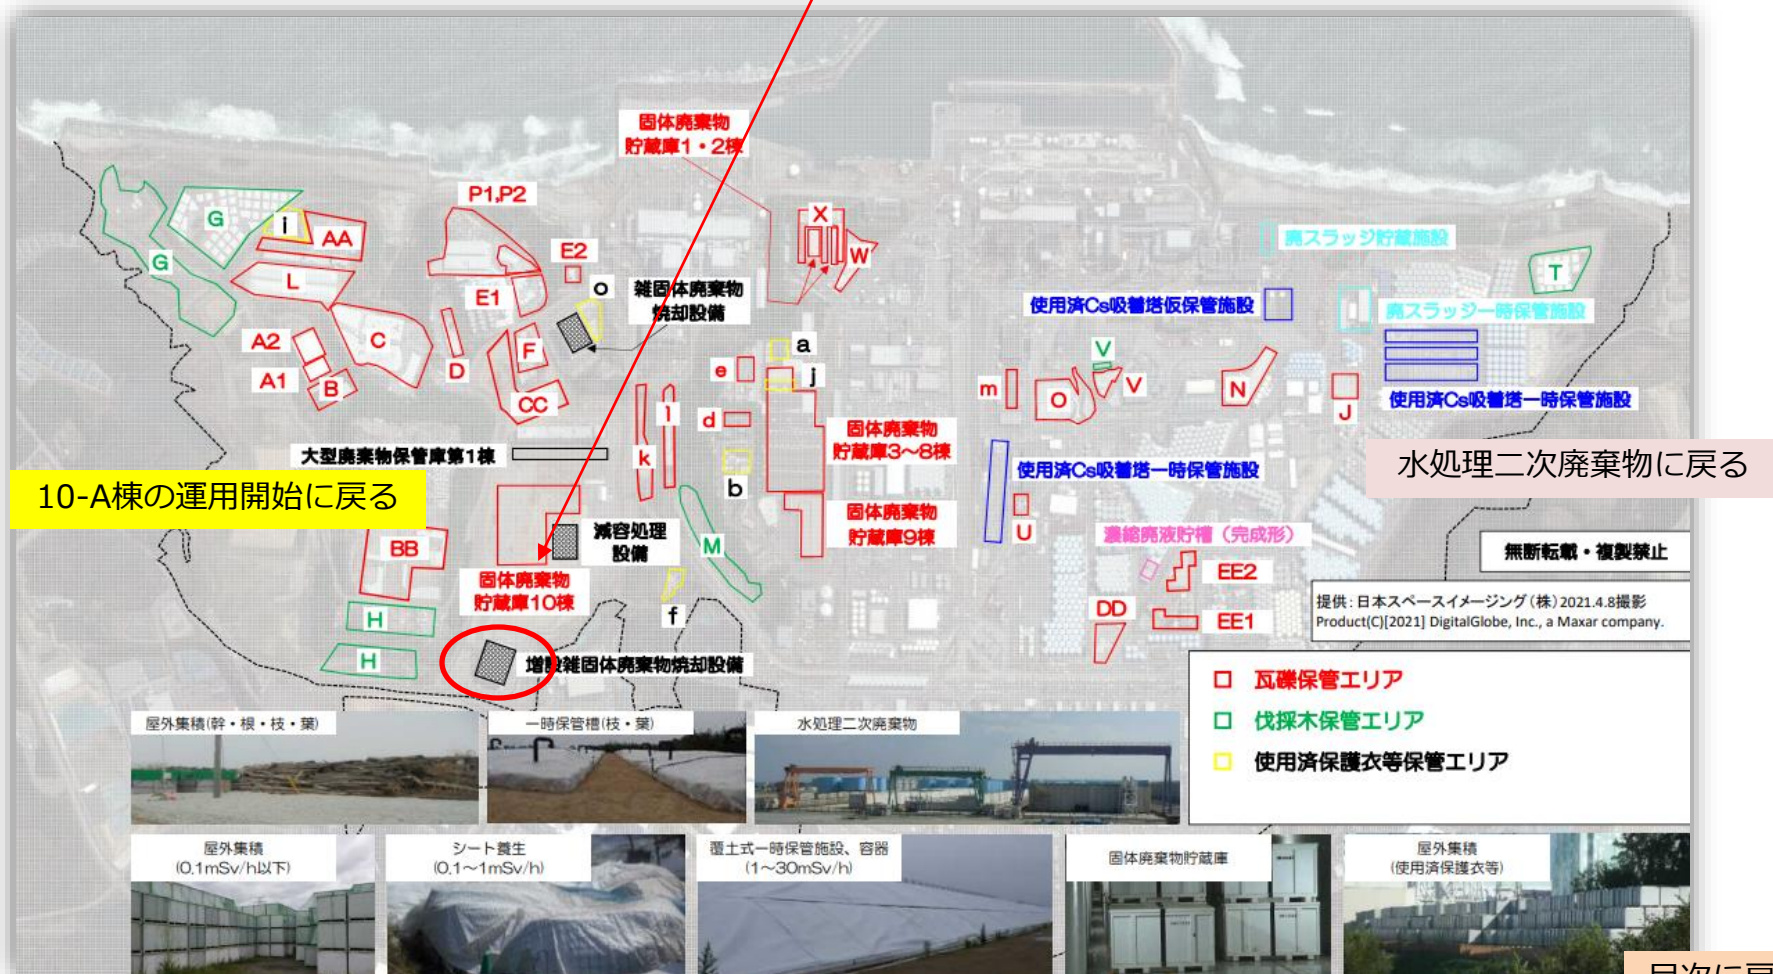 固体廃棄物
貯蔵庫1・2棟
P1,P2
X
W
G
i
AA
G
L
E2
E1
o
雑固体廃棄物
焼却設備
廃スラッジ貯蔵施設
T
使用済Cs吸着塔仮保管施設
廃スラッジ一時保管施設
A2
A1
B
C
D
F
CC
a
e
j
d
l
k
b
固体廃棄物
貯蔵庫3～8棟
m
O
V
V
N
J
使用済Cs吸着塔一時保管施設
大型廃棄物保管庫第1棟
使用済Cs吸着塔一時保管施設
水処理二次廃棄物に戻る
10-A棟の運用開始に戻る
固体廃棄物
貯蔵庫9棟
U
減容処理
設備
M
BB
濃縮廃液貯槽（完成形）
無断転載・複製禁止
固体廃棄物
貯蔵庫10棟
f
EE2
DD
EE1
H
H
提供：日本スペースイメージング（株）2021.4.8撮影
Product(C)[2021] DigitalGlobe, Inc., a Maxar company.
増設雑固体廃棄物焼却設備
瓦礫保管エリア
伐採木保管エリア
使用済保護衣等保管エリア
屋外集積(幹・根・枝・葉)
一時保管槽(枝・葉)
水処理二次廃棄物
屋外集積
(0.1mSv/h以下)
シート養生
(0.1～1mSv/h)
覆土式一時保管施設、容器
(1～30mSv/h)
固体廃棄物貯蔵庫
屋外集積
(使用済保護衣等)